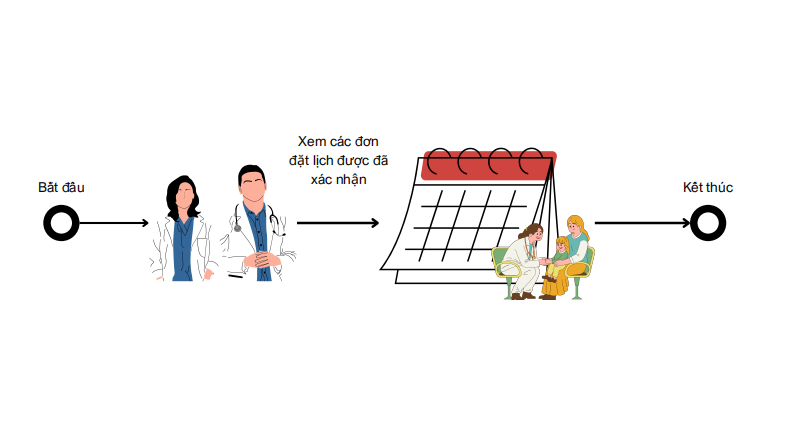 Bắt đầu
Xem các đơn
đặt lịch được đã
xác nhận
Kết thúc